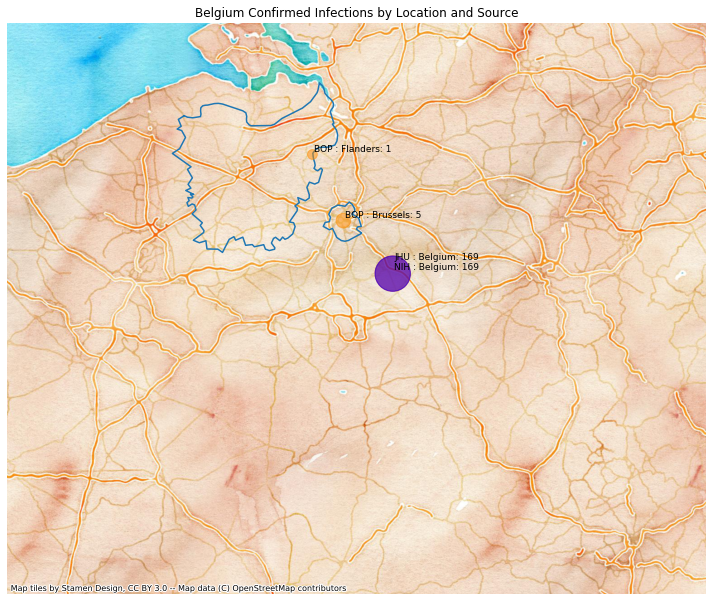 Belgium Confirmed Infections by Location and Source
BOP : Flanders: 1
BOP : Brussels: 5
JHU : Belgium: 169
NIH : Belgium: 169
Map tiles by Stamen Design, CC BY 3.0 -- Map data (C) OpenStreetMap contributors